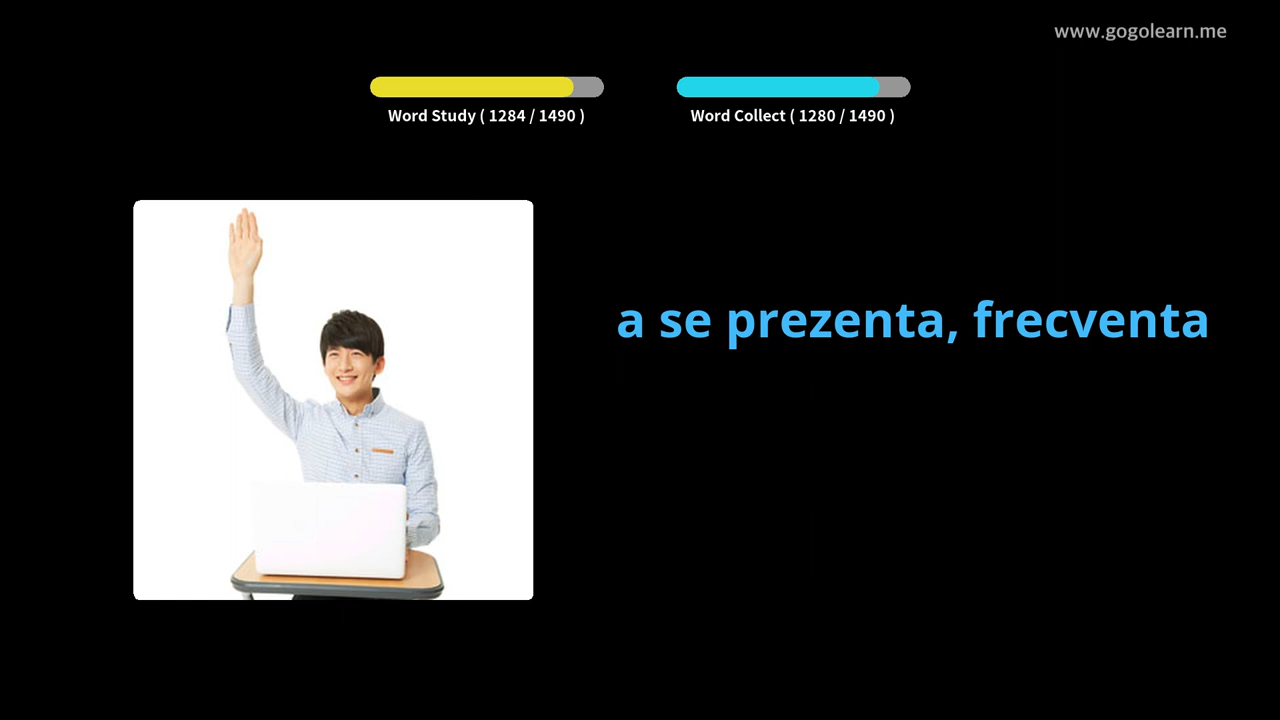 www.gogolearn.me
Word Study ( 1284 / 1490 )
Word Collect ( 1280 / 1490 )
a se prezenta, frecventa